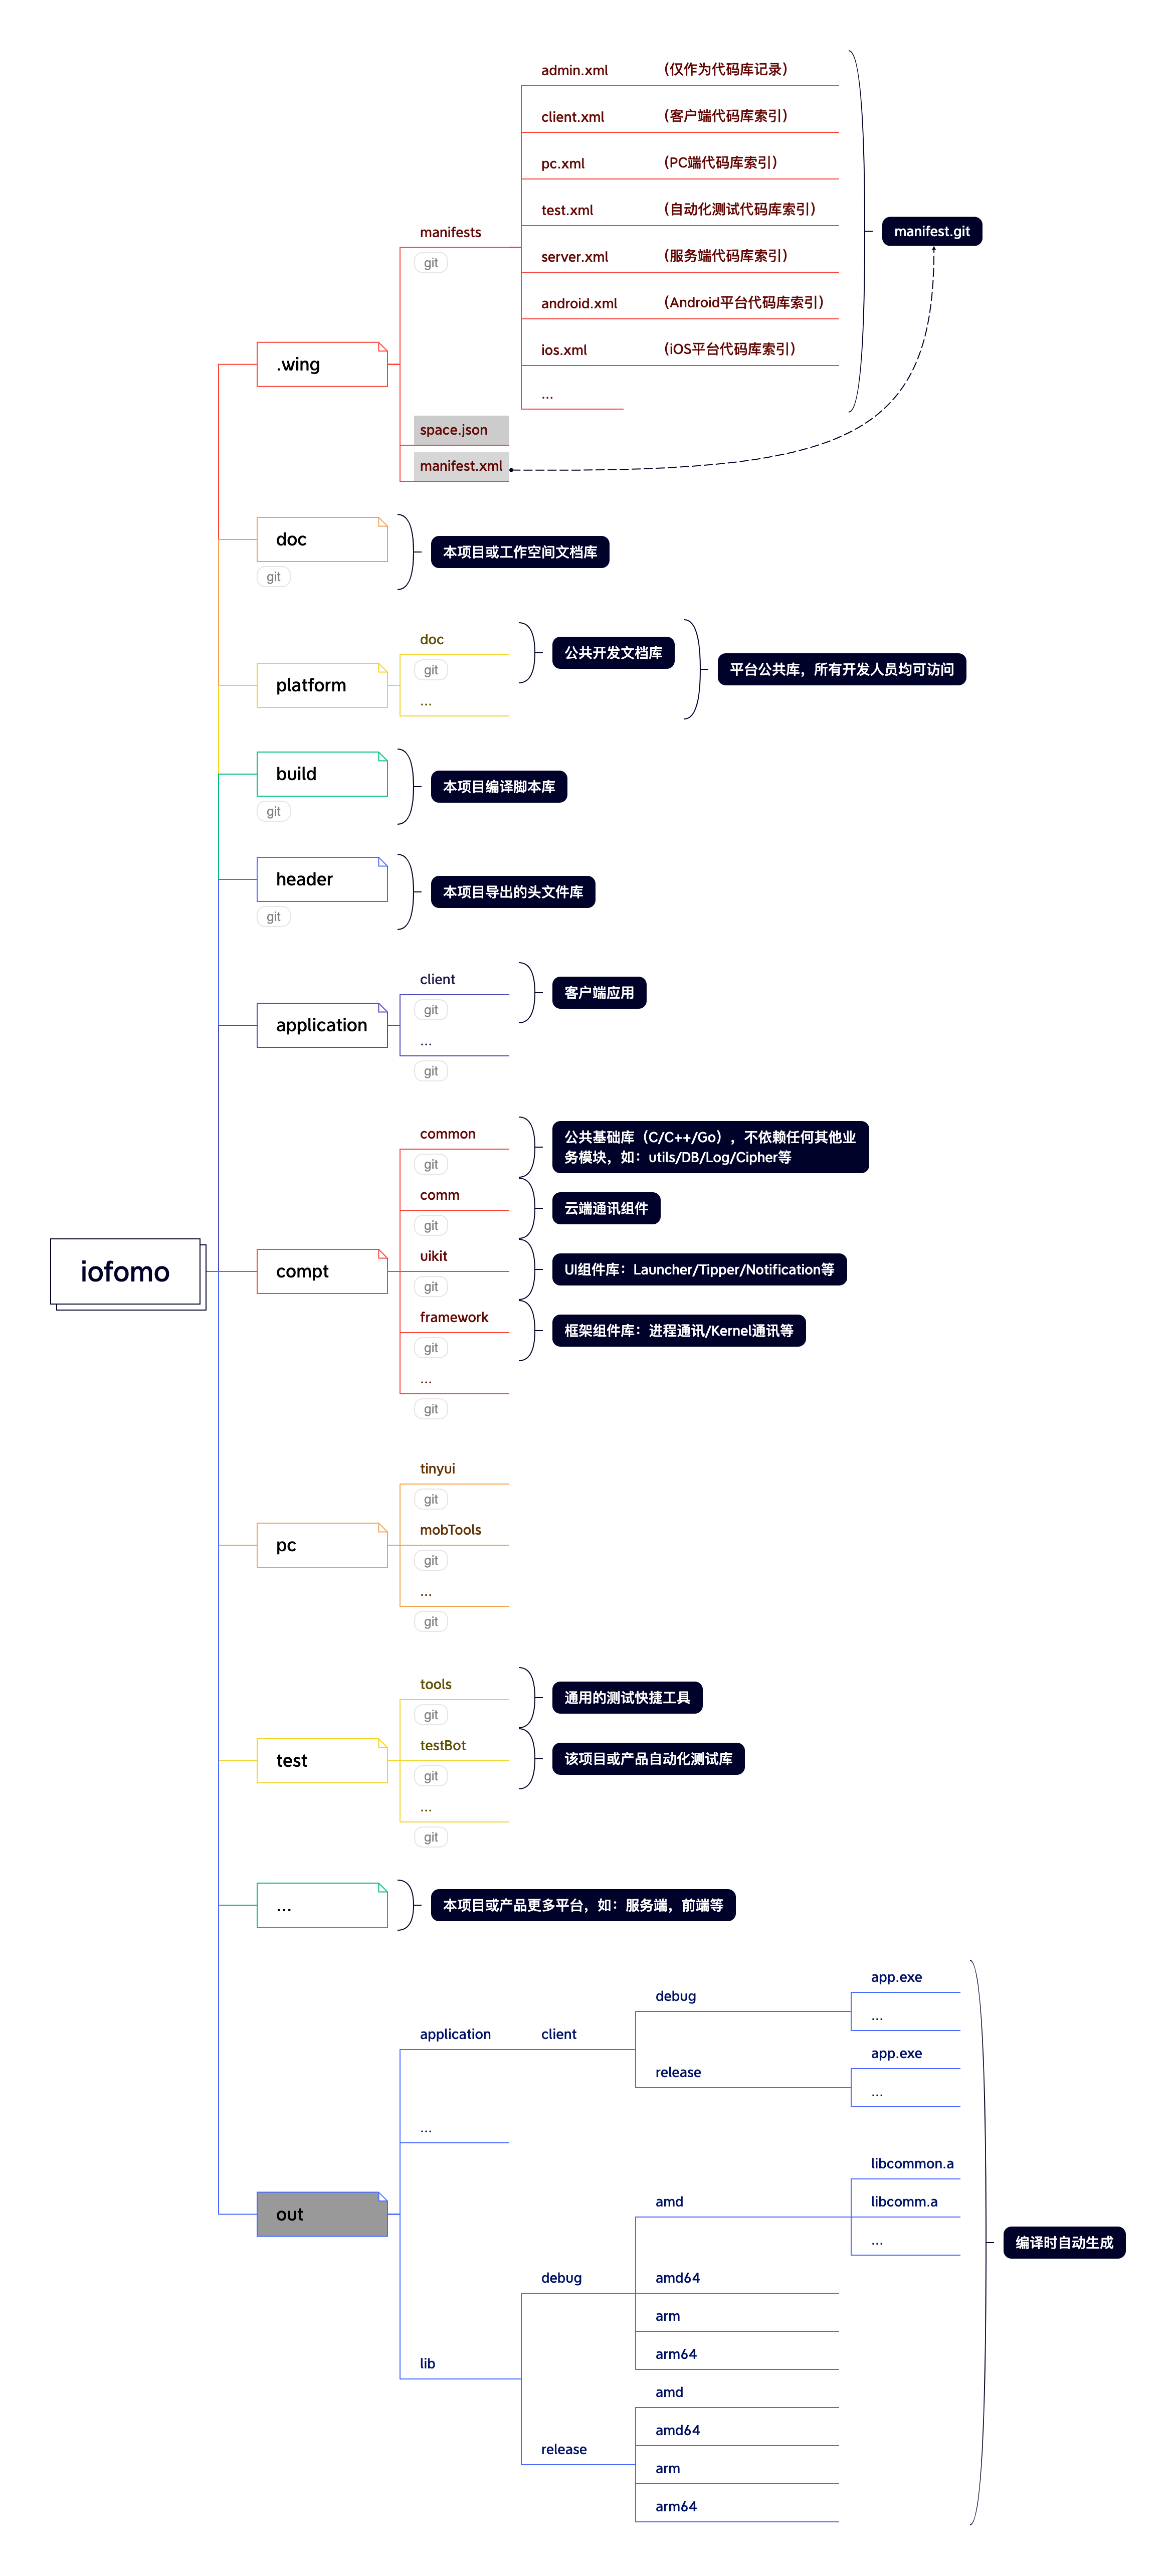 iofomo
.wing
manifests
git
admin.xml （仅作为代码库记录）
client.xml （客户端代码库索引）
pc.xml （PC端代码库索引）
test.xml （自动化测试代码库索引）
server.xml （服务端代码库索引）
android.xml （Android平台代码库索引）
ios.xml （iOS平台代码库索引）
...
manifest.git
space.json
manifest.xml
doc
git
本项目或工作空间文档库
platform
doc
git
公共开发文档库
...
平台公共库，所有开发人员均可访问
build
git
本项目编译脚本库
header
git
本项目导出的头文件库
application
client
git
客户端应用
...
git
compt
common
git
公共基础库（C/C++/Go），不依赖任何其他业
务模块，如：utils/DB/Log/Cipher等
comm
git
云端通讯组件
uikit
git
UI组件库：Launcher/Tipper/Notification等
framework
git
框架组件库：进程通讯/Kernel通讯等
...
git
pc
tinyui
git
mobTools
git
...
git
test
tools
git
通用的测试快捷工具
testBot
git
该项目或产品自动化测试库
...
git
...
本项目或产品更多平台，如：服务端，前端等
out
application
client
debug
app.exe
...
release
app.exe
...
...
lib
debug
amd
libcommon.a
libcomm.a
...
amd64
arm
arm64
release
amd
amd64
arm
arm64
编译时自动生成